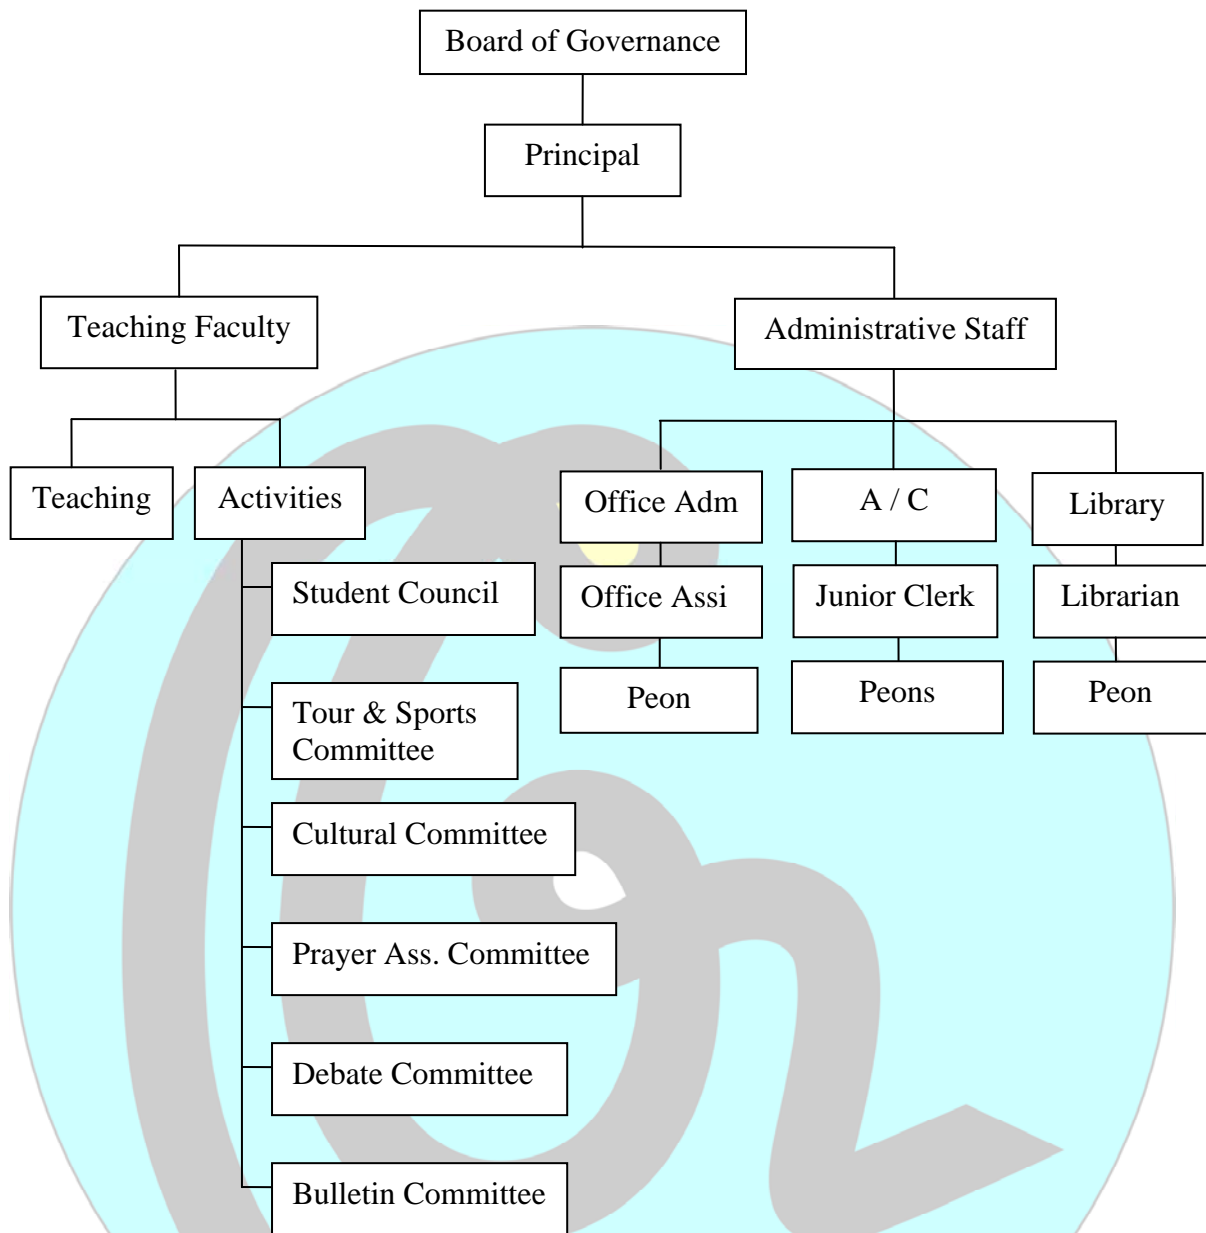 Board of Governance
Principal
Teaching Faculty
Administrative Staff
Teaching
Activities
Office Adm
A / C
Library
Student Council
Office Assi
Junior Clerk
Librarian
Tour & Sports
Committee
Peon
Peons
Peon
Cultural Committee
Prayer Ass. Committee
Debate Committee
Bulletin Committee